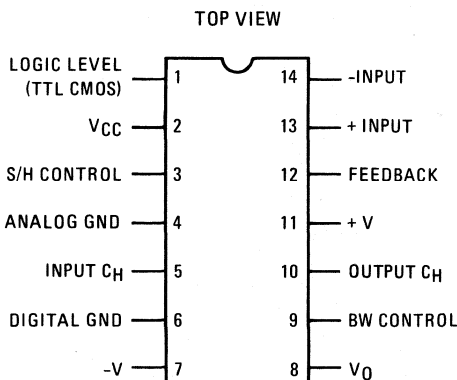 TOP VIEW
LOGIC LEVEL
(TTL CMOS) 1 14 -INPUT
VCC 2 13 + INPUT
S/H CONTROL 3 12 FEEDBACK
ANALOG GND 4 11 + V
INPUT CH 5 10 OUTPUT CH
DIGITAL GND 6 9 BW CONTROL
-V 7 8 VO